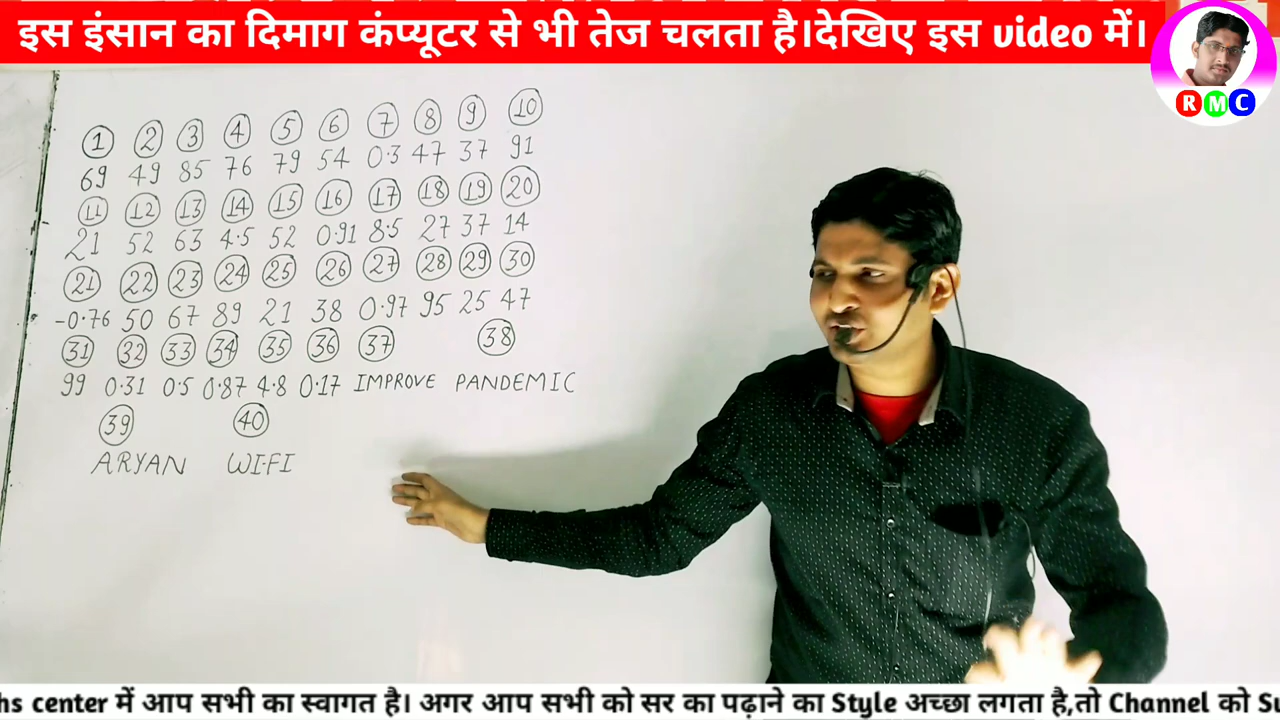 इस इंसान का दिमाग कंप्यूटर से भी तेज चलता है।देखिए इस video में।
R M C
1 2 3 4 5 6 7 8 9 10
69 49 85 76 79 54 0.3 47 37 91
11 12 13 14 15 16 17 18 19 20
21 52 63 4.5 52 0.91 8.5 27 37 14
21 22 23 24 25 26 27 28 29 30
-0.76 50 67 89 21 38 0.97 95 25 47
31 32 33 34 35 36 37 38
99 0.31 0.5 0.87 4.8 0.17 IMPROVE PANDEMIC
39 40
ARYAN WI-FI
hs center में आप सभी का स्वागत है। अगर आप सभी को सर का पढ़ाने का Style अच्छा लगता है,तो Channel को Su